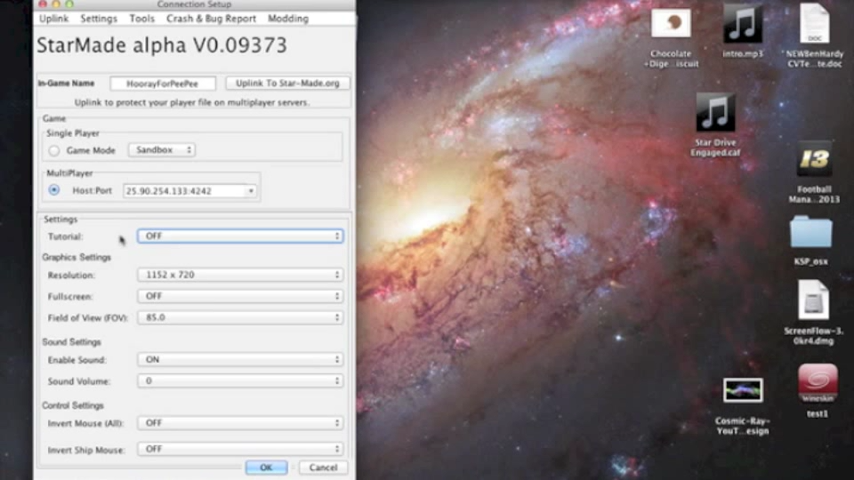 Connection Setup
Uplink Settings Tools Crash & Bug Report Modding
StarMade alpha V0.09373
In-Game Name HoorayForPeePee Uplink To Star-Made.org
Uplink to protect your player file on multiplayer servers.
Game
Single Player
Game Mode Sandbox
MultiPlayer
Host:Port 25.90.254.133:4242
Settings
Tutorial: OFF
Graphics Settings
Resolution: 1152 x 720
Fullscreen: OFF
Field of View (FOV): 85.0
Sound Settings
Enable Sound: ON
Sound Volume: 0
Control Settings
Invert Mouse (All): OFF
Invert Ship Mouse: OFF
OK Cancel
Chocolate
+Dige...iscuit
intro.mp3
DOC
"NEWBenHardy
CVTe...te.doc
Star Drive
Engaged.caf
13
Football
Mana...2013
KSP_osx
ScreenFlow-3.
0kr4.dmg
Cosmic-Ray-
YouT...esign
wineskin
test1